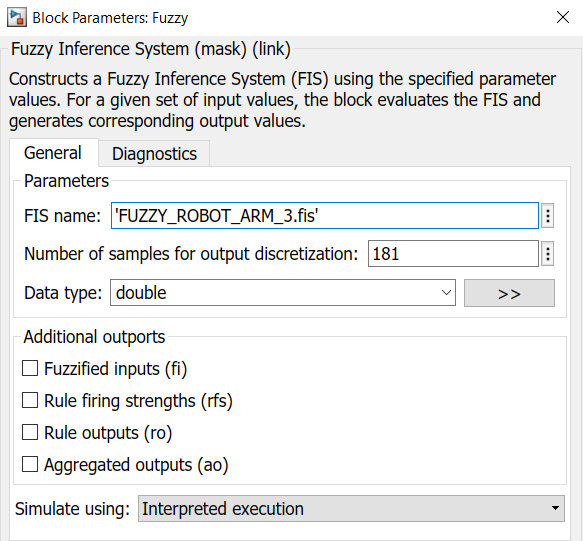 Block Parameters: Fuzzy
Fuzzy Inference System (mask) (link)
Constructs a Fuzzy Inference System (FIS) using the specified parameter
values. For a given set of input values, the block evaluates the FIS and
generates corresponding output values.
General Diagnostics
Parameters
FIS name: 'FUZZY_ROBOT_ARM_3.fis'
Number of samples for output discretization: 181
Data type: double >>
Additional outports
Fuzzified inputs (fi)
Rule firing strengths (rfs)
Rule outputs (ro)
Aggregated outputs (ao)
Simulate using: Interpreted execution